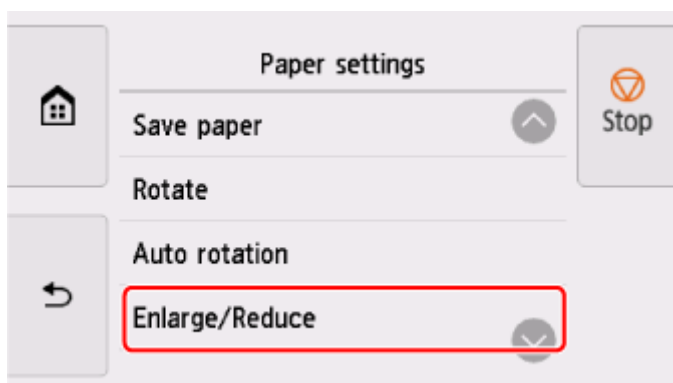 Paper settings
Save paper
Stop
Rotate
Auto rotation
Enlarge/Reduce